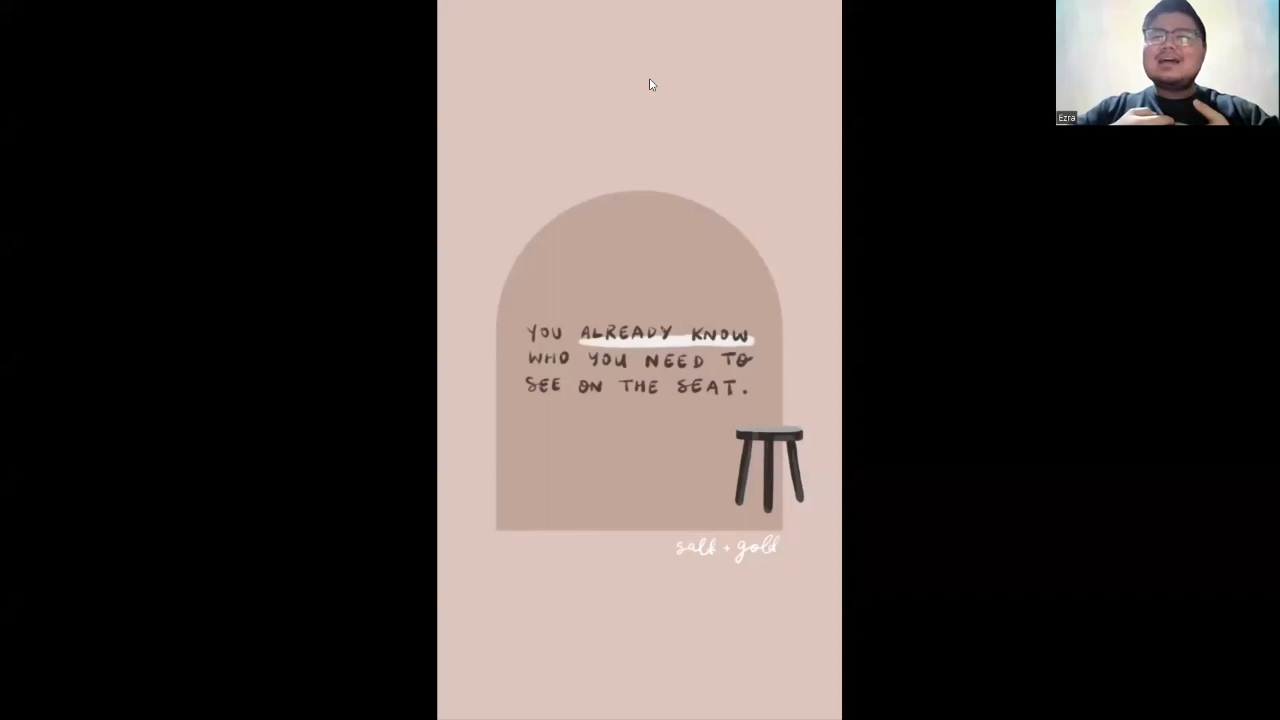 YOU ALREADY KNOW
WHO YOU NEED TO
SEE ON THE SEAT.
salt + gold
Ezra